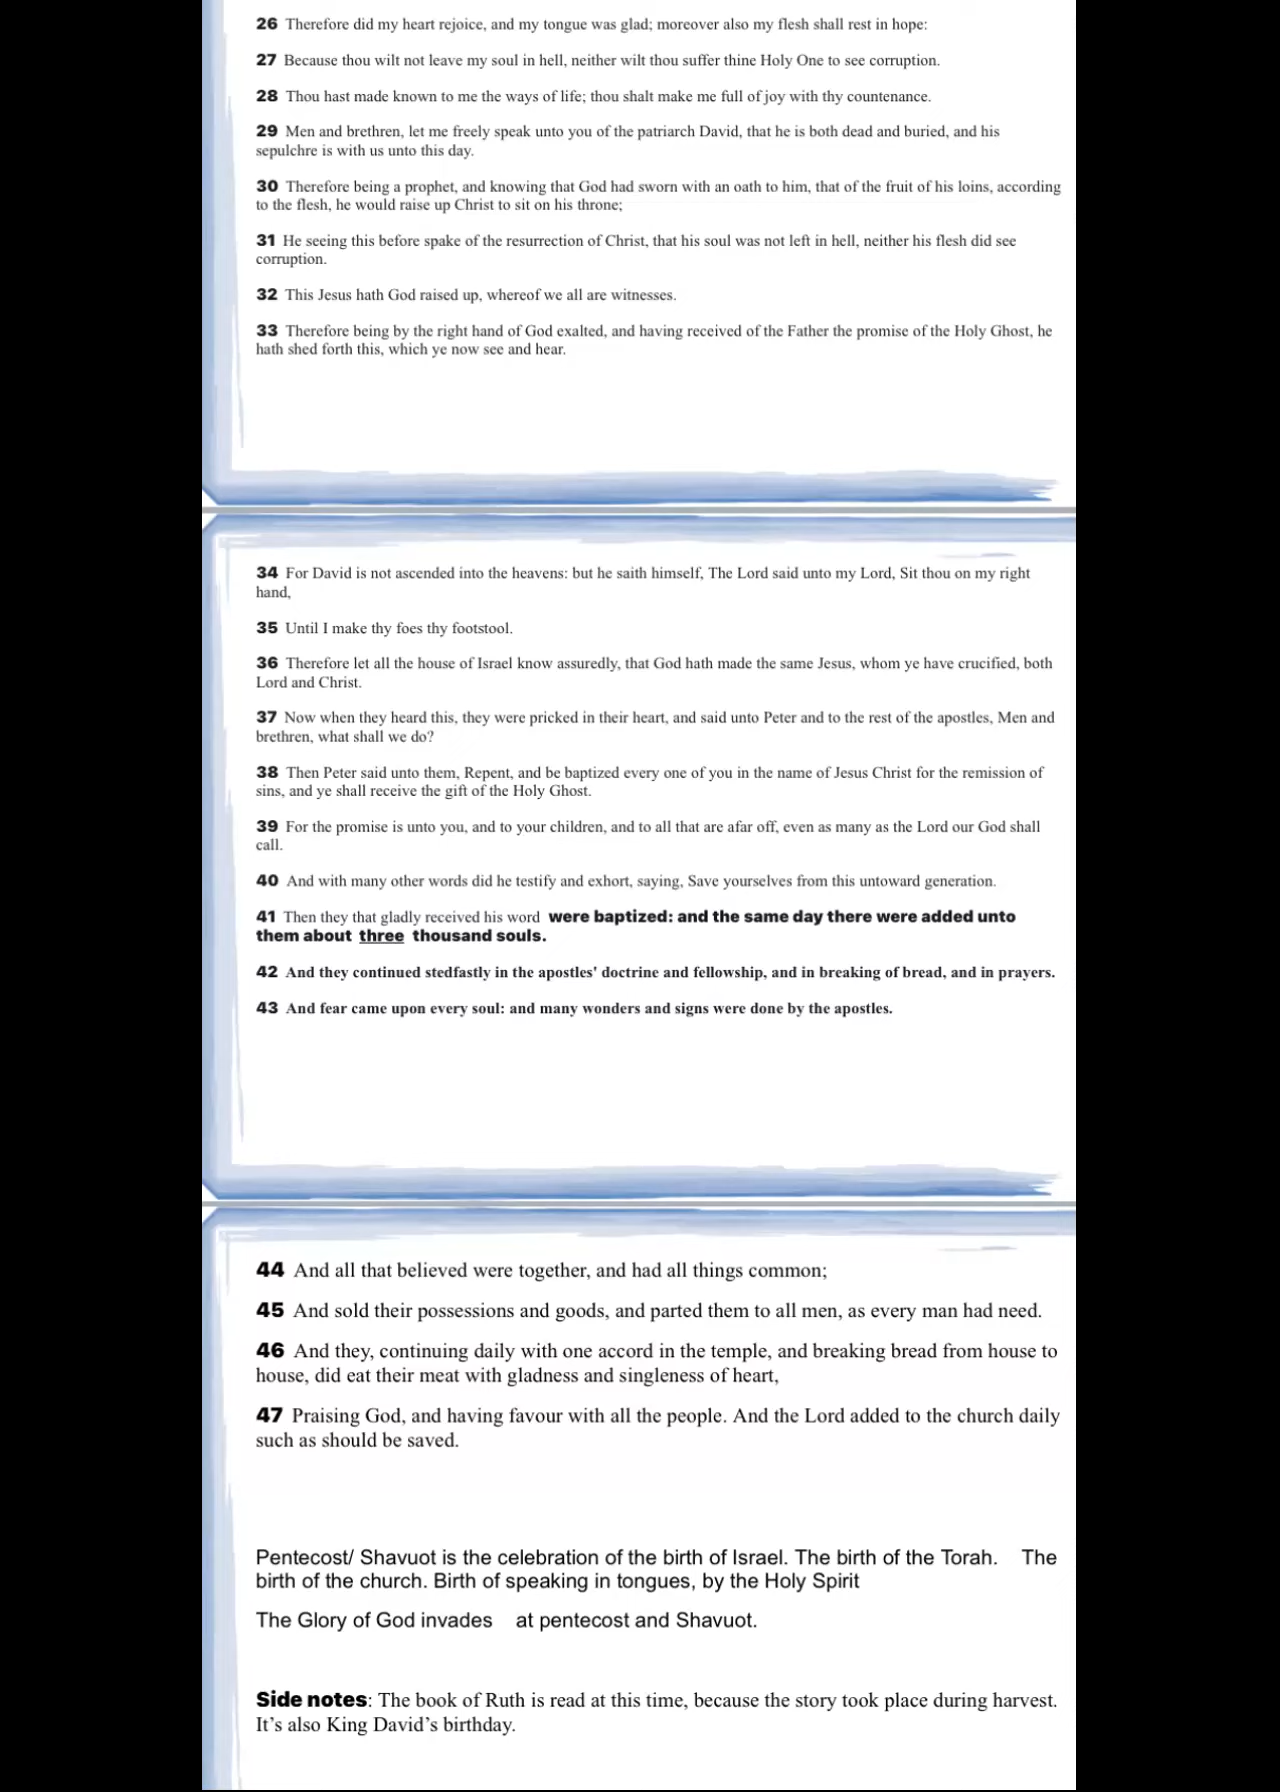 26 Therefore did my heart rejoice, and my tongue was glad; moreover also my flesh shall rest in hope:
27 Because thou wilt not leave my soul in hell, neither wilt thou suffer thine Holy One to see corruption.
28 Thou hast made known to me the ways of life; thou shalt make me full of joy with thy countenance.
29 Men and brethren, let me freely speak unto you of the patriarch David, that he is both dead and buried, and his
sepulchre is with us unto this day.
30 Therefore being a prophet, and knowing that God had sworn with an oath to him, that of the fruit of his loins, according
to the flesh, he would raise up Christ to sit on his throne;
31 He seeing this before spake of the resurrection of Christ, that his soul was not left in hell, neither his flesh did see
corruption.
32 This Jesus hath God raised up, whereof we all are witnesses.
33 Therefore being by the right hand of God exalted, and having received of the Father the promise of the Holy Ghost, he
hath shed forth this, which ye now see and hear.
34 For David is not ascended into the heavens: but he saith himself, The Lord said unto my Lord, Sit thou on my right
hand,
35 Until I make thy foes thy footstool.
36 Therefore let all the house of Israel know assuredly, that God hath made the same Jesus, whom ye have crucified, both
Lord and Christ.
37 Now when they heard this, they were pricked in their heart, and said unto Peter and to the rest of the apostles, Men and
brethren, what shall we do?
38 Then Peter said unto them, Repent, and be baptized every one of you in the name of Jesus Christ for the remission of
sins, and ye shall receive the gift of the Holy Ghost.
39 For the promise is unto you, and to your children, and to all that are afar off, even as many as the Lord our God shall
call.
40 And with many other words did he testify and exhort, saying, Save yourselves from this untoward generation.
41 Then they that gladly received his word were baptized: and the same day there were added unto
them about three thousand souls.
42 And they continued stedfastly in the apostles' doctrine and fellowship, and in breaking of bread, and in prayers.
43 And fear came upon every soul: and many wonders and signs were done by the apostles.
44 And all that believed were together, and had all things common;
45 And sold their possessions and goods, and parted them to all men, as every man had need.
46 And they, continuing daily with one accord in the temple, and breaking bread from house to
house, did eat their meat with gladness and singleness of heart,
47 Praising God, and having favour with all the people. And the Lord added to the church daily
such as should be saved.
Pentecost/ Shavuot is the celebration of the birth of Israel. The birth of the Torah. The
birth of the church. Birth of speaking in tongues, by the Holy Spirit
The Glory of God invades at pentecost and Shavuot.
Side notes: The book of Ruth is read at this time, because the story took place during harvest.
It's also King David's birthday.